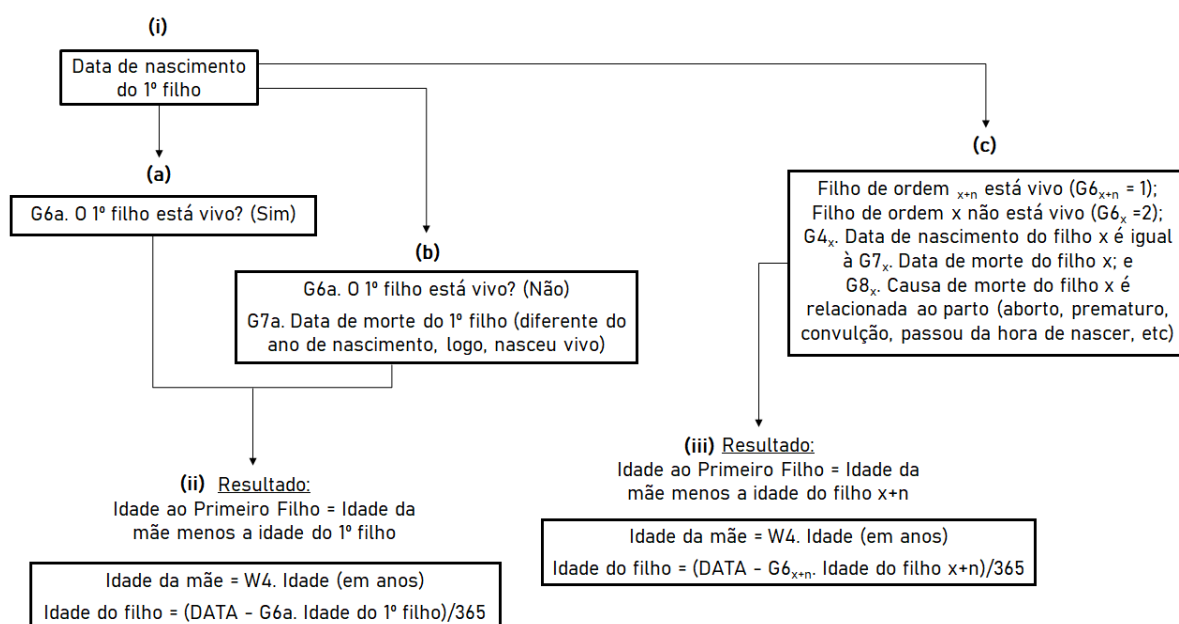 (i)
Data de nascimento
do 1º filho
(a)
G6a. O 1º filho está vivo? (Sim)
(b)
G6a. O 1º filho está vivo? (Não)
G7a. Data de morte do 1º filho (diferente do
ano de nascimento, logo, nasceu vivo)
(c)
Filho de ordem x+n está vivo (G6x+n = 1);
Filho de ordem x não está vivo (G6x =2);
G4x. Data de nascimento do filho x é igual
à G7x. Data de morte do filho x; e
G8x. Causa de morte do filho x é
relacionada ao parto (aborto, prematuro,
convulção, passou da hora de nascer, etc)
(ii) Resultado:
Idade ao Primeiro Filho = Idade da
mãe menos a idade do 1º filho
Idade da mãe = W4. Idade (em anos)
Idade do filho = (DATA - G6a. Idade do 1º filho)/365
(iii) Resultado:
Idade ao Primeiro Filho = Idade da
mãe menos a idade do filho x+n
Idade da mãe = W4. Idade (em anos)
Idade do filho = (DATA - G6x+n. Idade do filho x+n)/365